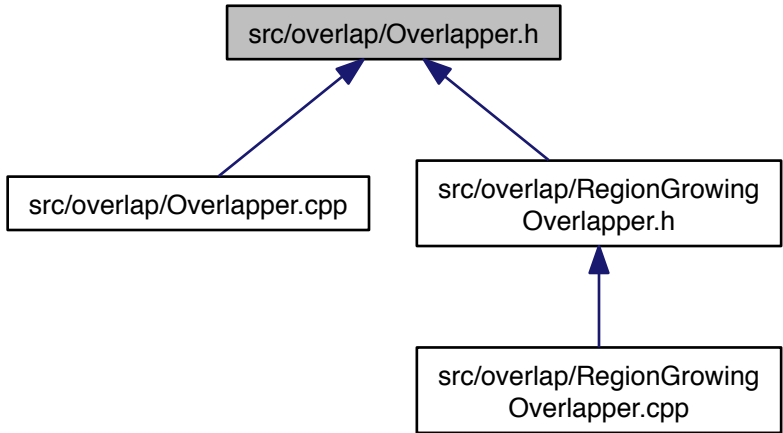 src/overlap/Overlapper.h
src/overlap/Overlapper.cpp
src/overlap/RegionGrowing
Overlapper.h
src/overlap/RegionGrowing
Overlapper.cpp